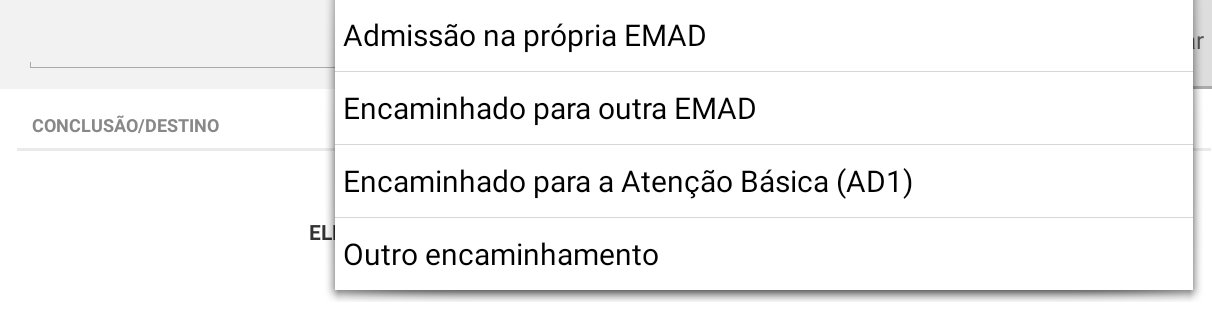 Admissão na própria EMAD
Encaminhado para outra EMAD
CONCLUSÃO/DESTINO
Encaminhado para a Atenção Básica (AD1)
Outro encaminhamento